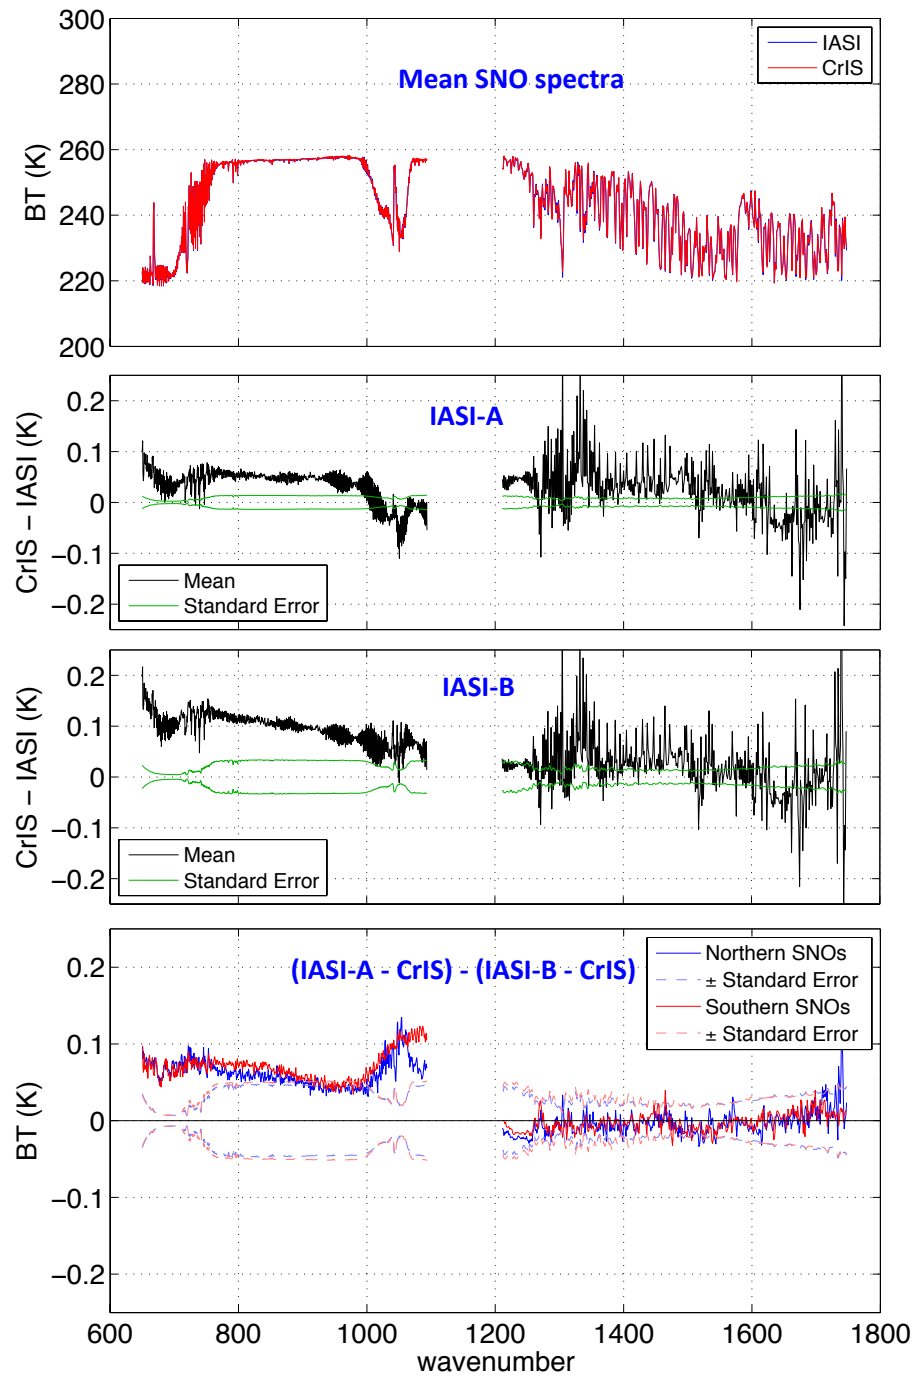 300
280
260
240
220
200
BT (K)
Mean SNO spectra
IASI
CrIS
0.2
0.1
0
−0.1
−0.2
CrIS − IASI (K)
IASI-A
Mean
Standard Error
0.2
0.1
0
−0.1
−0.2
CrIS − IASI (K)
IASI-B
Mean
Standard Error
0.2
0.1
0
−0.1
−0.2
BT (K)
(IASI-A - CrIS) - (IASI-B - CrIS)
Northern SNOs
± Standard Error
Southern SNOs
± Standard Error
600 800 1000 1200 1400 1600 1800
wavenumber